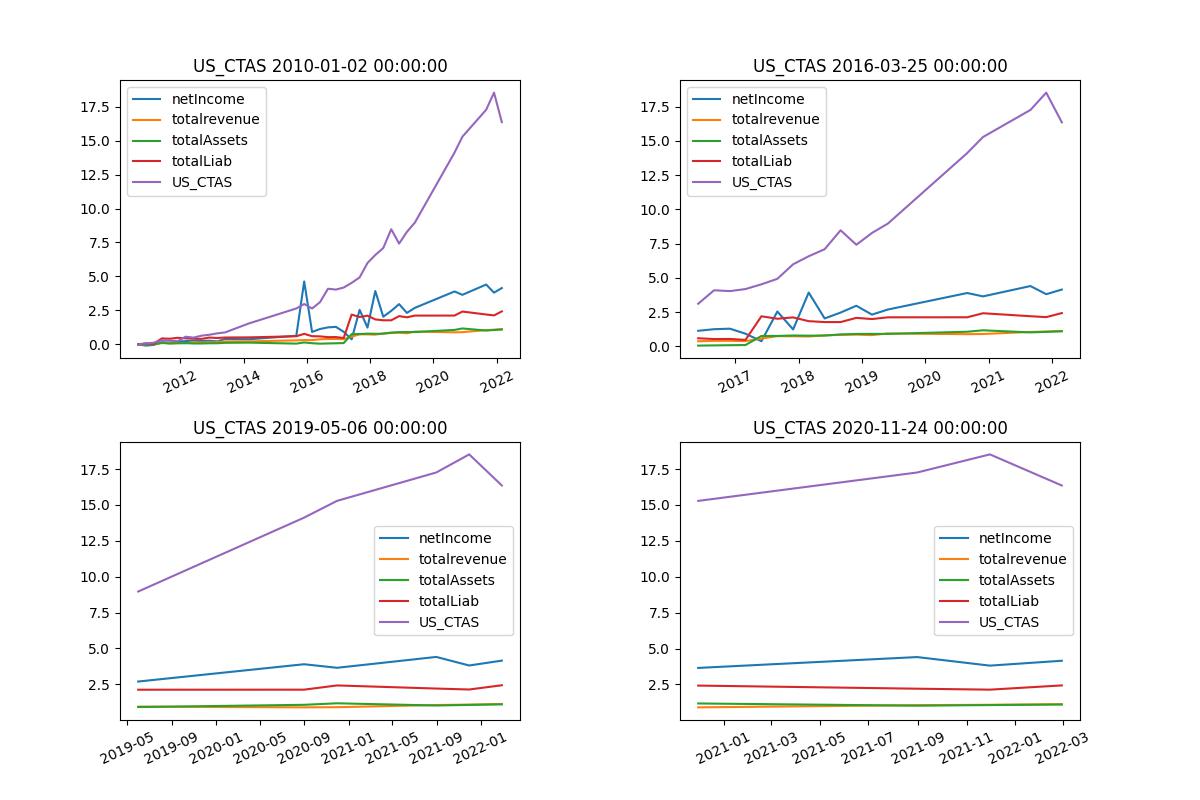 US_CTAS 2010-01-02 00:00:00
17.5
15.0
12.5
10.0
7.5
5.0
2.5
0.0
netIncome
totalrevenue
totalAssets
totalLiab
US_CTAS
2012
2014
2016
2018
2020
2022
US_CTAS 2016-03-25 00:00:00
17.5
15.0
12.5
10.0
7.5
5.0
2.5
0.0
netIncome
totalrevenue
totalAssets
totalLiab
US_CTAS
2017
2018
2019
2020
2021
2022
US_CTAS 2019-05-06 00:00:00
17.5
15.0
12.5
10.0
7.5
5.0
2.5
netIncome
totalrevenue
totalAssets
totalLiab
US_CTAS
2019-05
2019-09
2020-01
2020-05
2020-09
2021-01
2021-05
2021-09
2022-01
US_CTAS 2020-11-24 00:00:00
17.5
15.0
12.5
10.0
7.5
5.0
2.5
netIncome
totalrevenue
totalAssets
totalLiab
US_CTAS
2021-01
2021-03
2021-05
2021-07
2021-09
2021-11
2022-01
2022-03